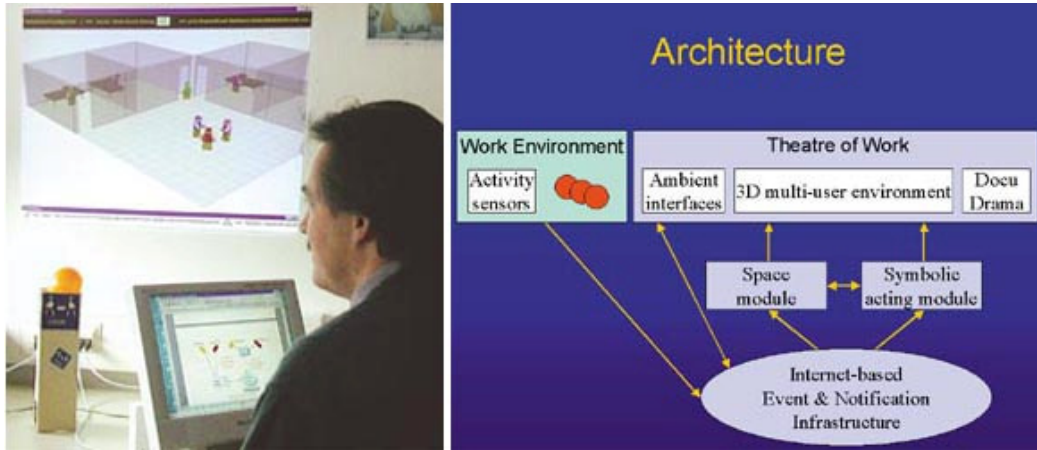 Architecture
Work Environment
Activity
sensors
Theatre of Work
Ambient
interfaces
3D multi-user environment
Docu
Drama
Space
module
Symbolic
acting module
Internet-based
Event & Notification
Infrastructure